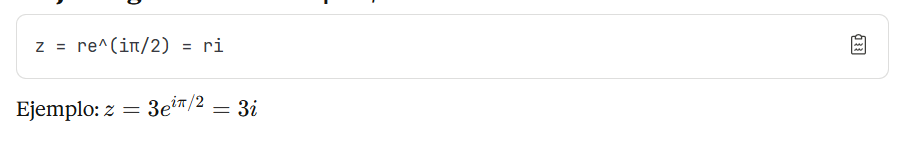 z = re^(iπ/2) = ri
Ejemplo: z = 3e^{iπ/2} = 3i